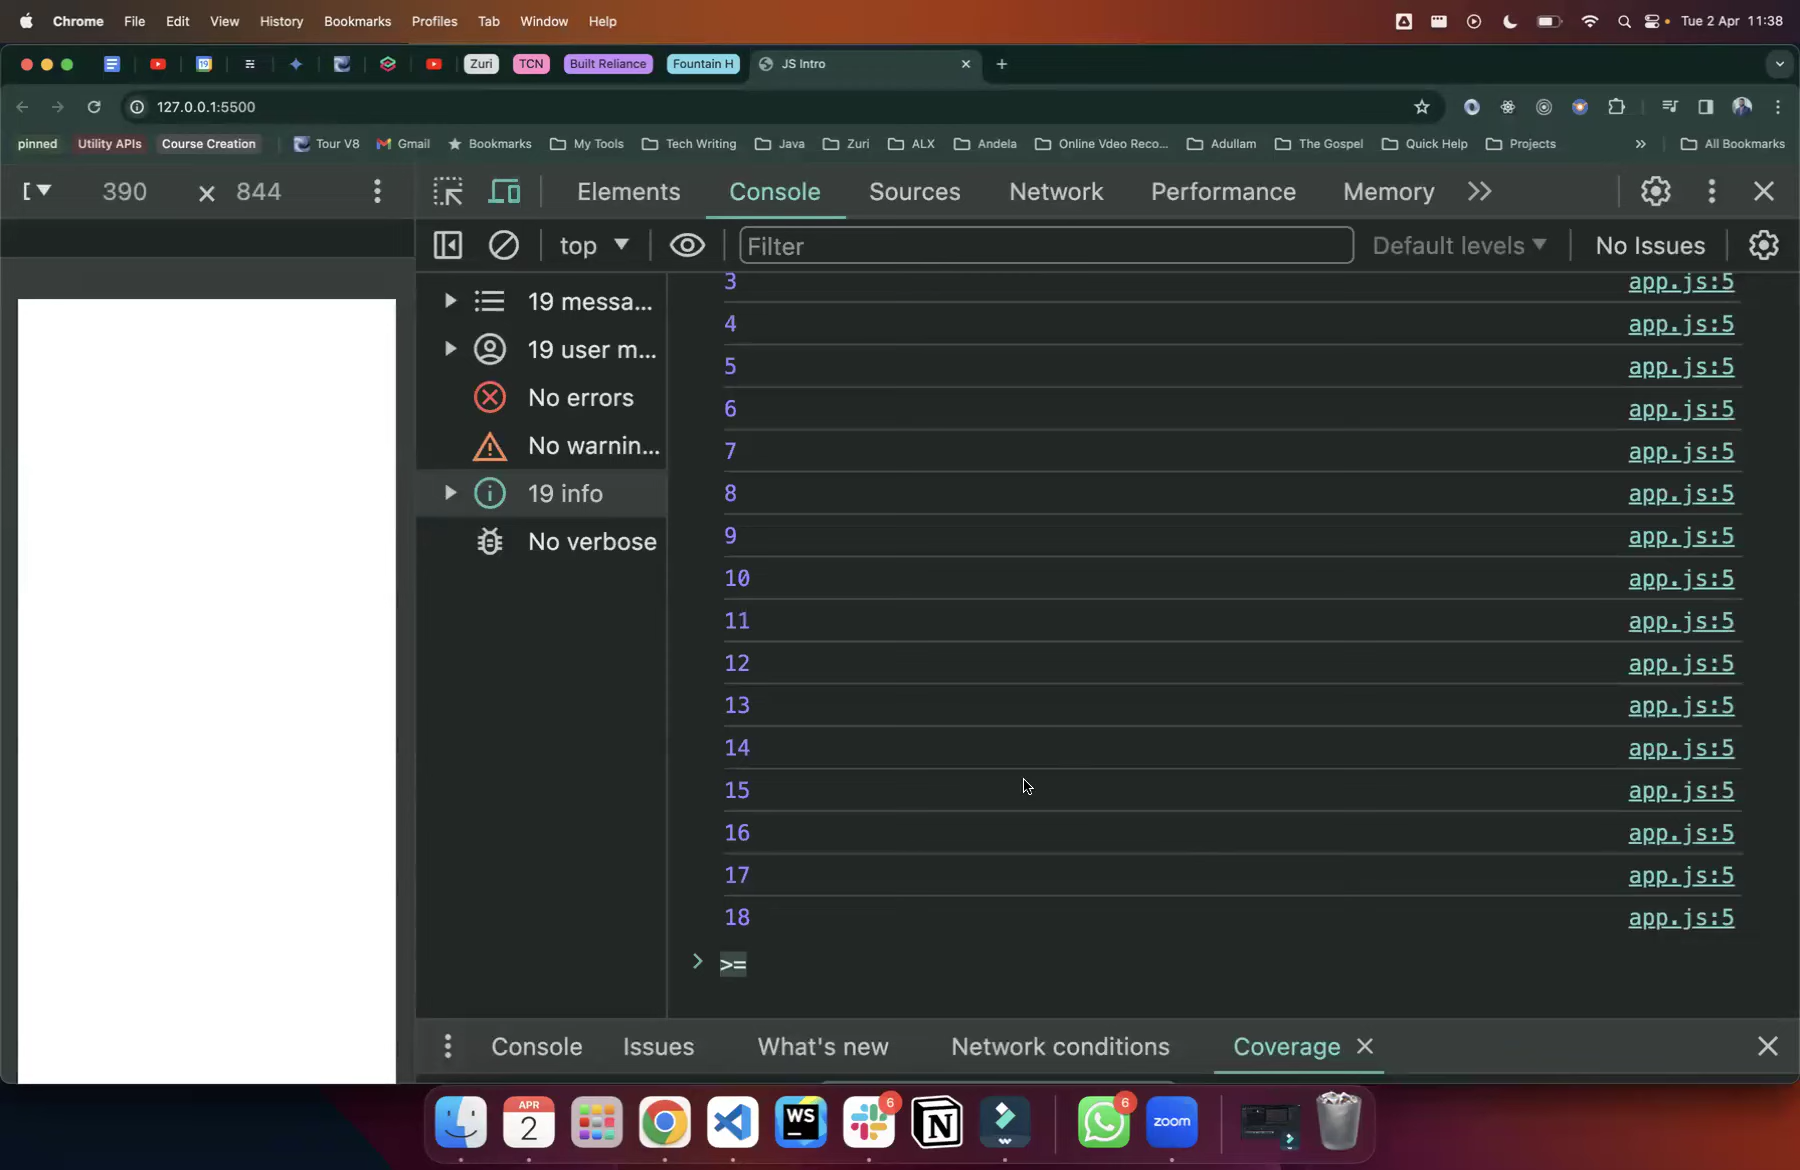 Chrome File Edit View History Bookmarks Profiles Tab Window Help Tue 2 Apr 11:38
19 Zuri TCN Built Reliance Fountain H JS Intro
127.0.0.1:5500
pinned Utility APIs Course Creation Tour V8 Gmail Bookmarks My Tools Tech Writing Java Zuri ALX Andela Online Vdeo Reco... Adullam The Gospel Quick Help Projects » All Bookmarks
390 × 844 Elements Console Sources Network Performance Memory
top Filter Default levels No Issues
19 messa...
19 user m...
No errors
No warnin...
19 info
No verbose
3 app.js:5
4 app.js:5
5 app.js:5
6 app.js:5
7 app.js:5
8 app.js:5
9 app.js:5
10 app.js:5
11 app.js:5
12 app.js:5
13 app.js:5
14 app.js:5
15 app.js:5
16 app.js:5
17 app.js:5
18 app.js:5
> >=
Console Issues What's new Network conditions Coverage
APR
2
WS
6
N
6
zoom